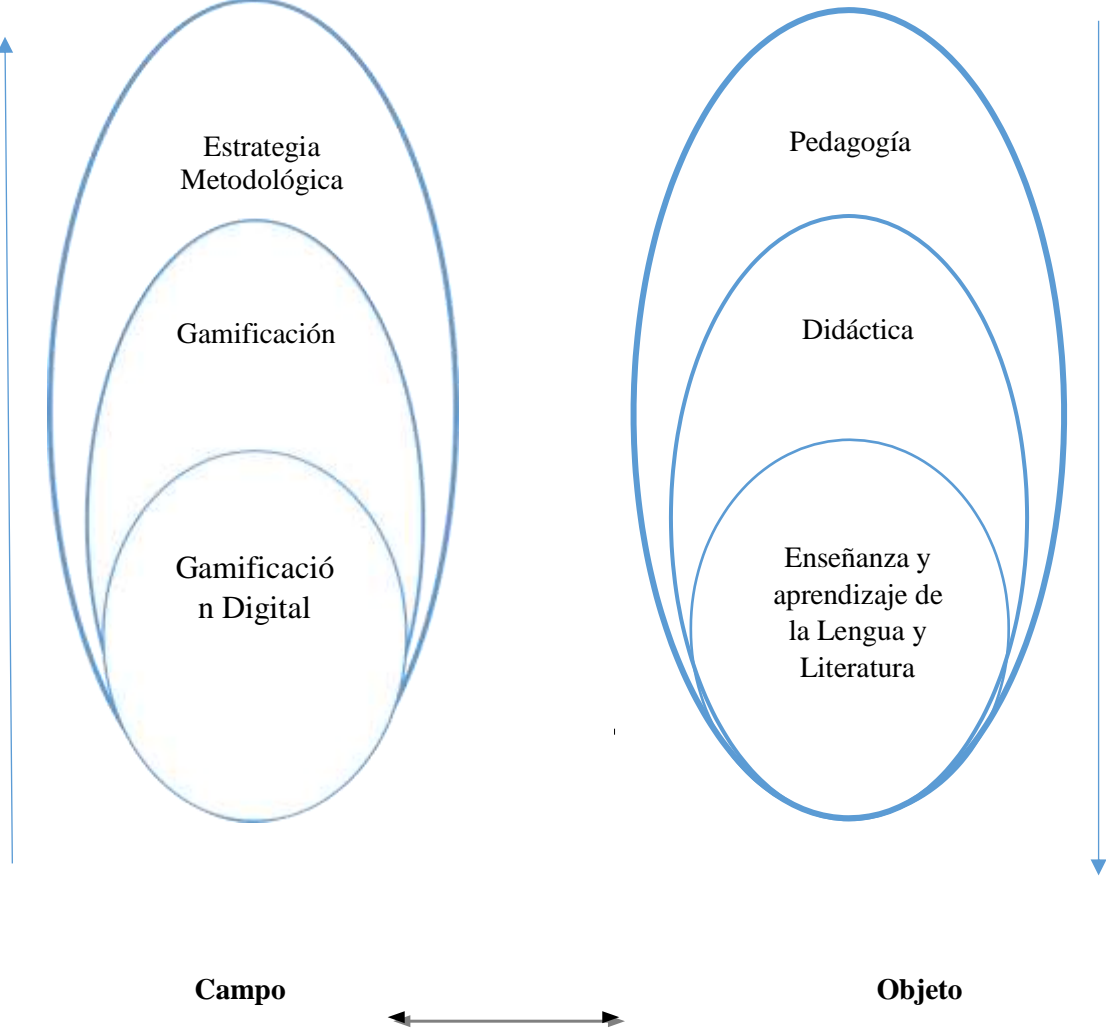 Estrategia
Metodológica
Gamificación
Gamificació
n Digital
Pedagogía
Didáctica
Enseñanza y
aprendizaje de
la Lengua y
Literatura
Campo
Objeto